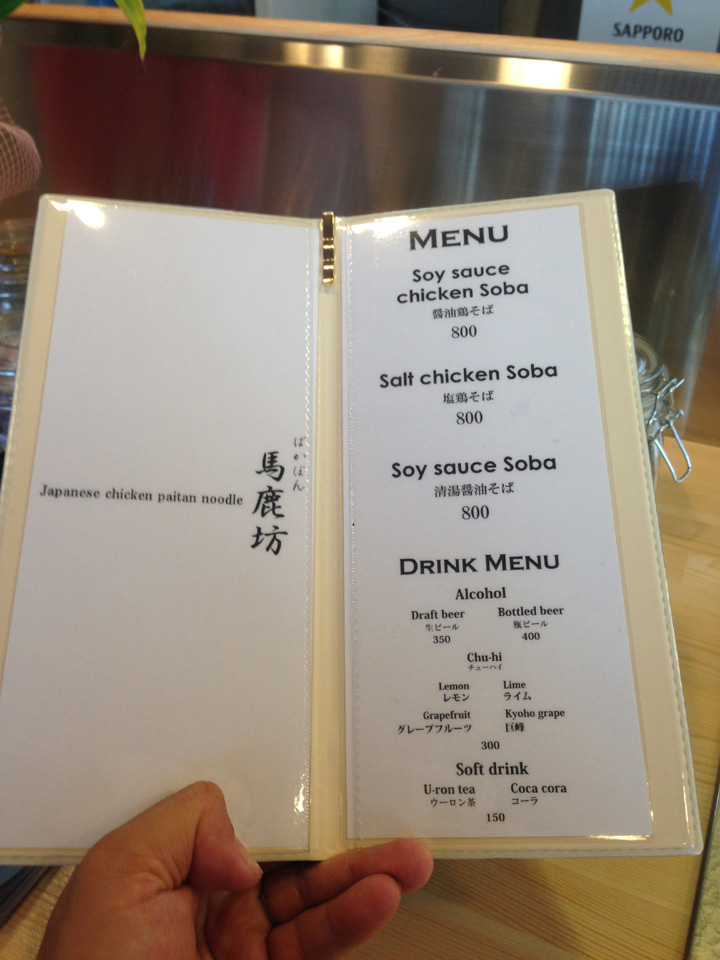 SAPPORO
Japanese chicken paitan noodle
ばかぼん
馬鹿坊
MENU
Soy sauce
chicken Soba
醤油鶏そば
800
Salt chicken Soba
塩鶏そば
800
Soy sauce Soba
清湯醤油そば
800
DRINK MENU
Alcohol
Draft beer Bottled beer
生ビール 瓶ビール
350 400
Chu-hi
チューハイ
Lemon Lime
レモン ライム
Grapefruit Kyoho grape
グレープフルーツ 巨峰
300
Soft drink
U-ron tea Coca cora
ウーロン茶 コーラ
150